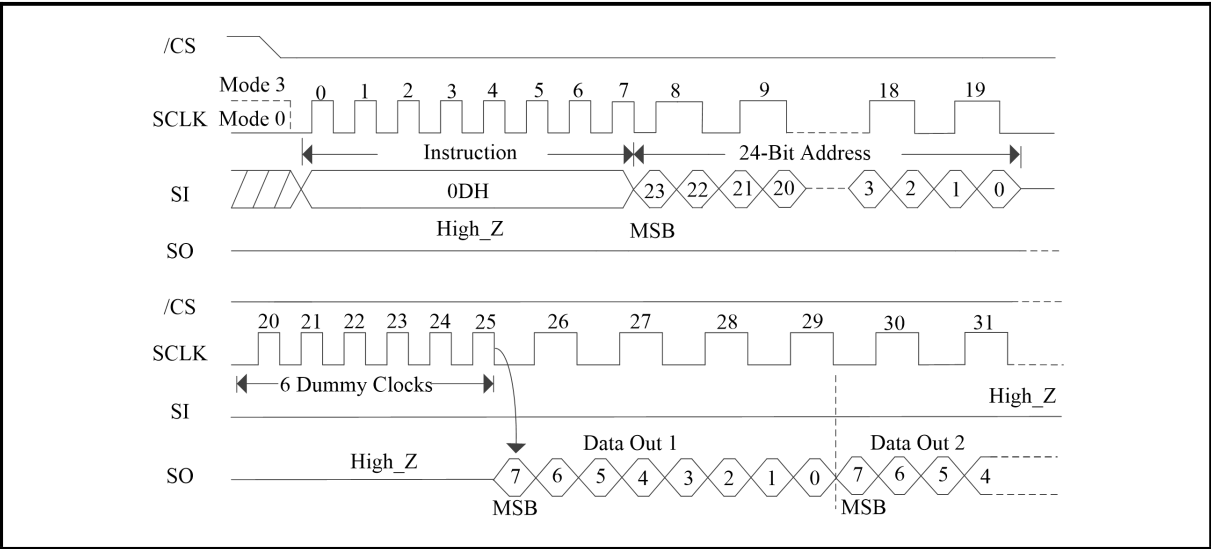 /CS
Mode 3
0 1 2 3 4 5 6 7 8 9 18 19
SCLK Mode 0
Instruction 24-Bit Address
SI 0DH 23 22 21 20 3 2 1 0
High_Z MSB
SO
/CS
20 21 22 23 24 25 26 27 28 29 30 31
SCLK
6 Dummy Clocks
High_Z
SI
Data Out 1 Data Out 2
High_Z
SO 7 6 5 4 3 2 1 0 7 6 5 4
MSB MSB